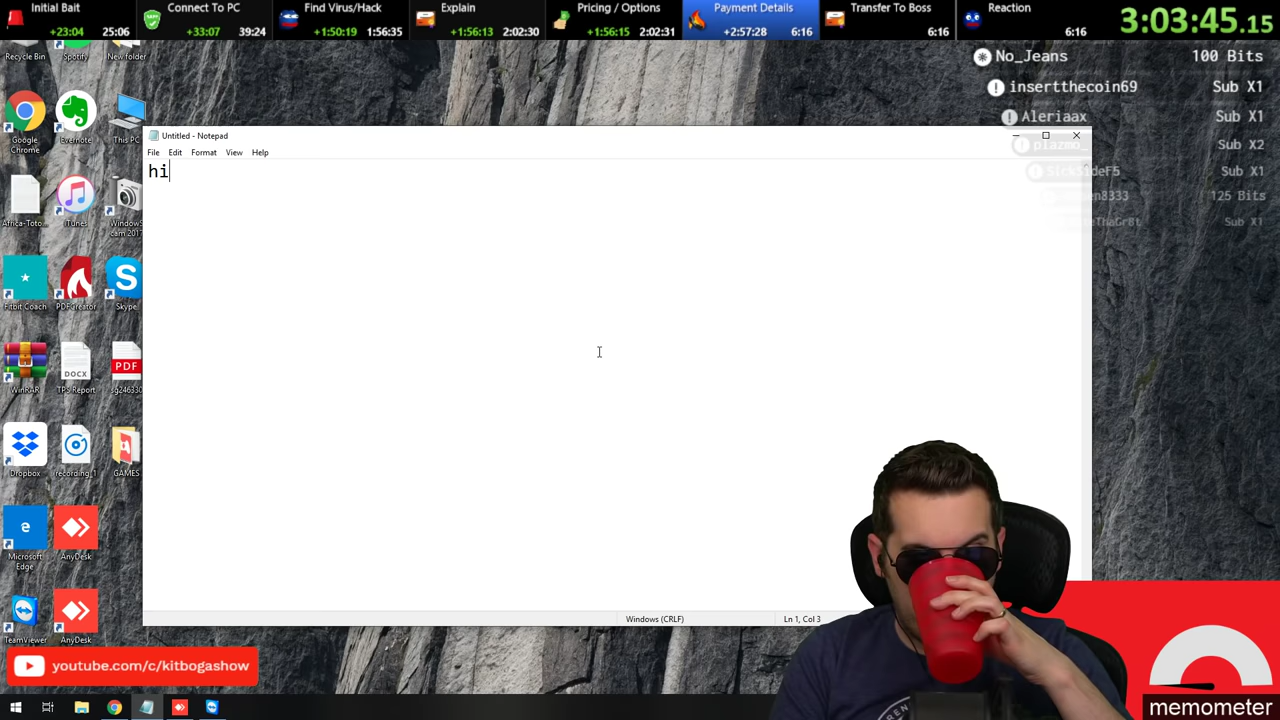 Initial Bait
+23:04 25:06
Connect To PC
+33:07 39:24
Find Virus/Hack
+1:50:19 1:56:35
Explain
+1:56:13 2:02:30
Pricing / Options
+1:56:15 2:02:31
Payment Details
+2:57:28 6:16
Transfer To Boss
6:16
Reaction
6:16
3:03:45.15
No_Jeans 100 Bits
insertthecoin69 Sub X1
Aleriaax Sub X1
plazmo_ Sub X2
Sub X1
125 Bits
Sub X1
Recycle Bin
Spotify
New folder
Google Chrome
Evernote
This PC
Africa-Toto...
iTunes
Fitbit Coach
PDFCreator
Skype
WinRAR
DOCX
TPS Report
PDF
sg246330
Dropbox
recording_1
GAMES
Microsoft Edge
AnyDesk
TeamViewer
AnyDesk
Untitled - Notepad
File Edit Format View Help
hi
Windows (CRLF) Ln 1, Col 3
youtube.com/c/kitbogashow
memometer